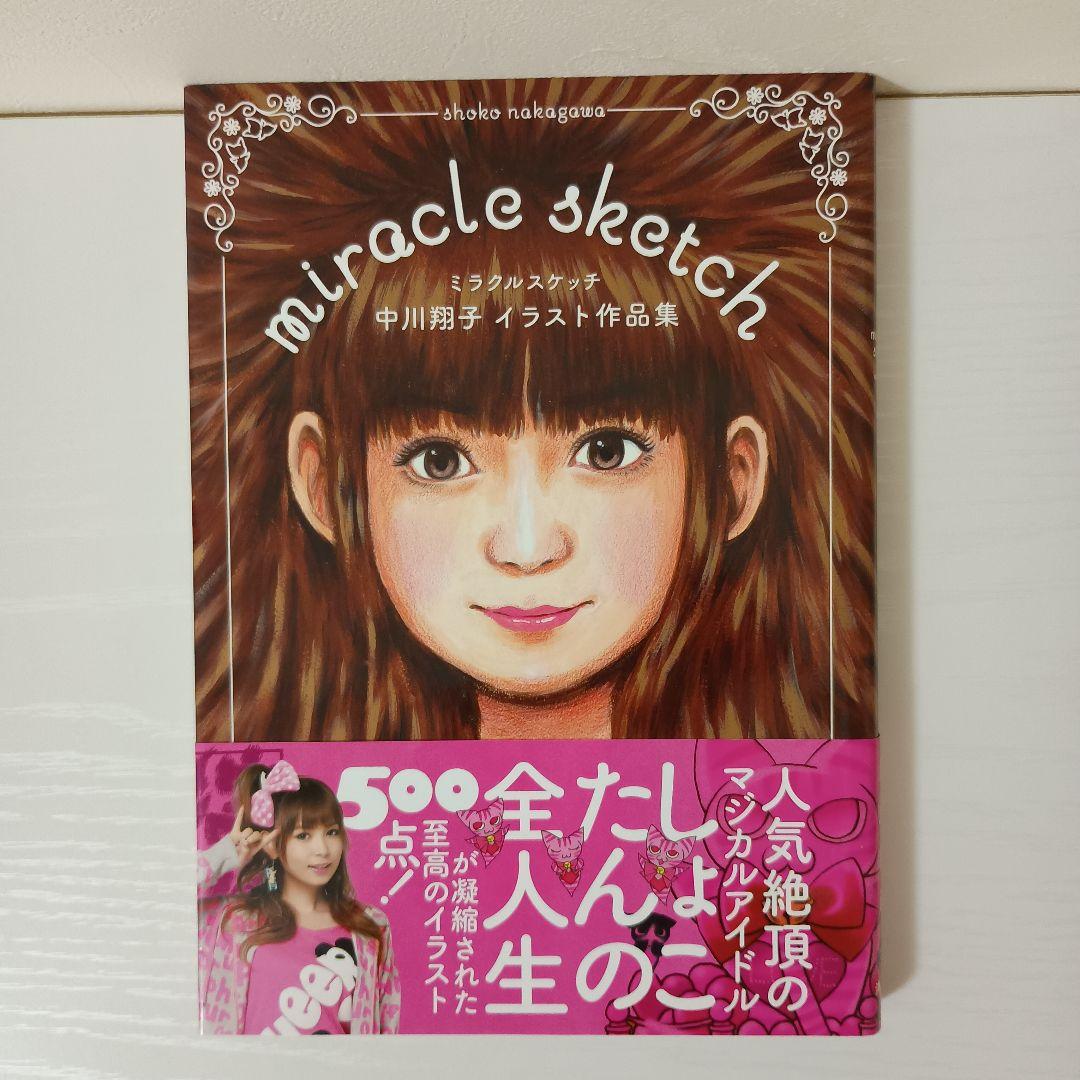 shoko nakagawa
miracle sketch
ミラクルスケッチ
中川翔子 イラスト作品集
人気絶頂の
マジカルアイドル
しょこ
たんの
全人生
が凝縮された
至高のイラスト
500点!